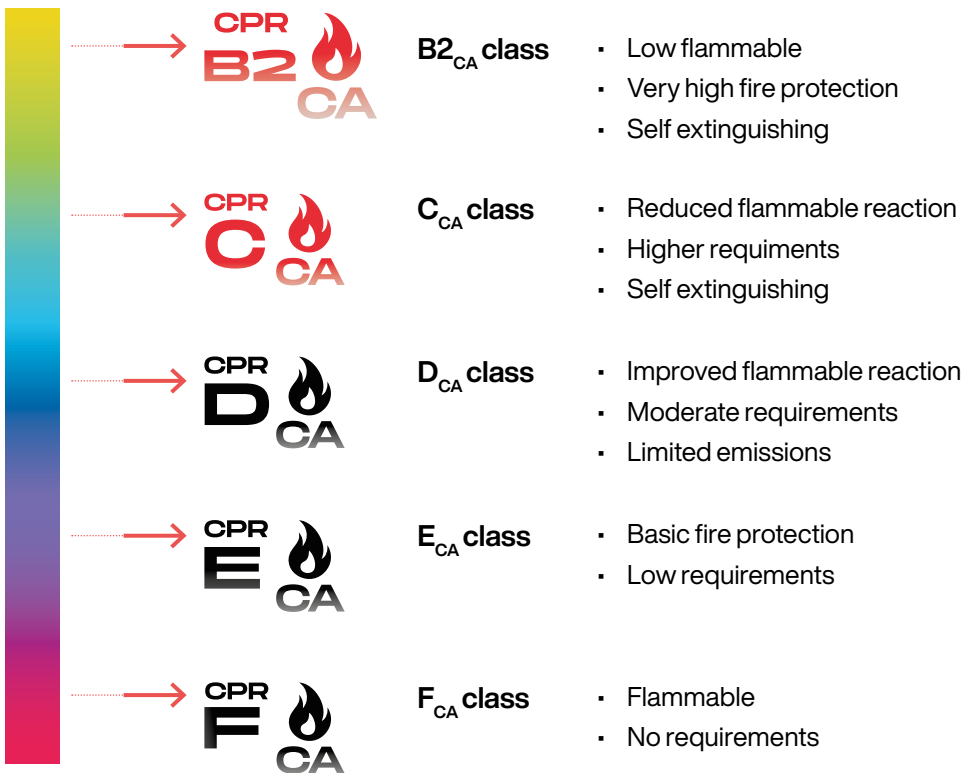 CPR
B2
CA
B2CA class
▪ Low flammable
▪ Very high fire protection
▪ Self extinguishing
CPR
C
CA
CCA class
▪ Reduced flammable reaction
▪ Higher requiments
▪ Self extinguishing
CPR
D
CA
DCA class
▪ Improved flammable reaction
▪ Moderate requirements
▪ Limited emissions
CPR
E
CA
ECA class
▪ Basic fire protection
▪ Low requirements
CPR
F
CA
FCA class
▪ Flammable
▪ No requirements